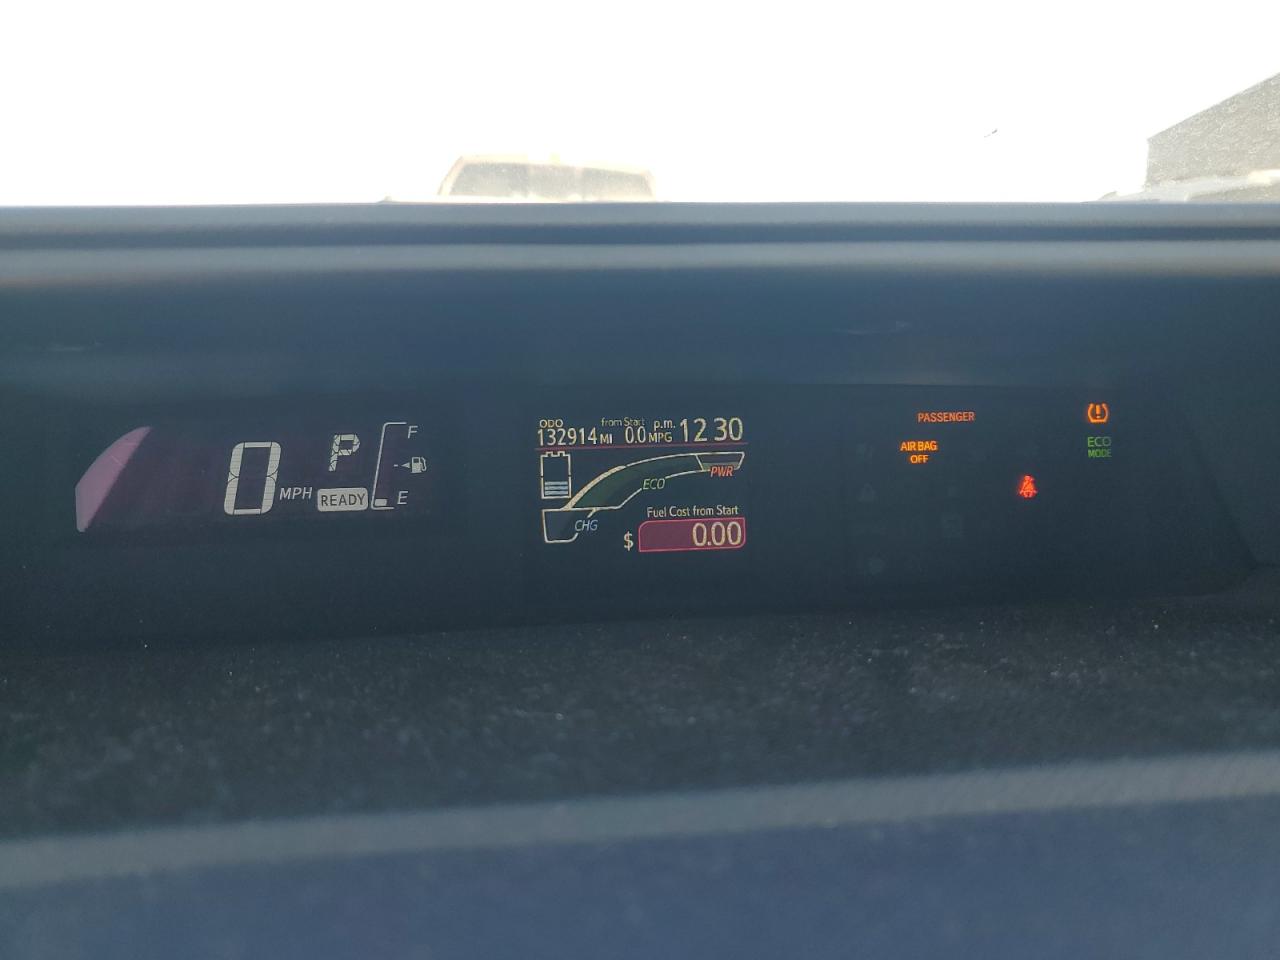 0 MPH
P
READY
F
E
ODO
132914 MI
from Start
0.0 MPG
p.m.
12 30
ECO
PWR
CHG
Fuel Cost from Start
$ 0.00
PASSENGER
AIR BAG
OFF
ECO
MODE